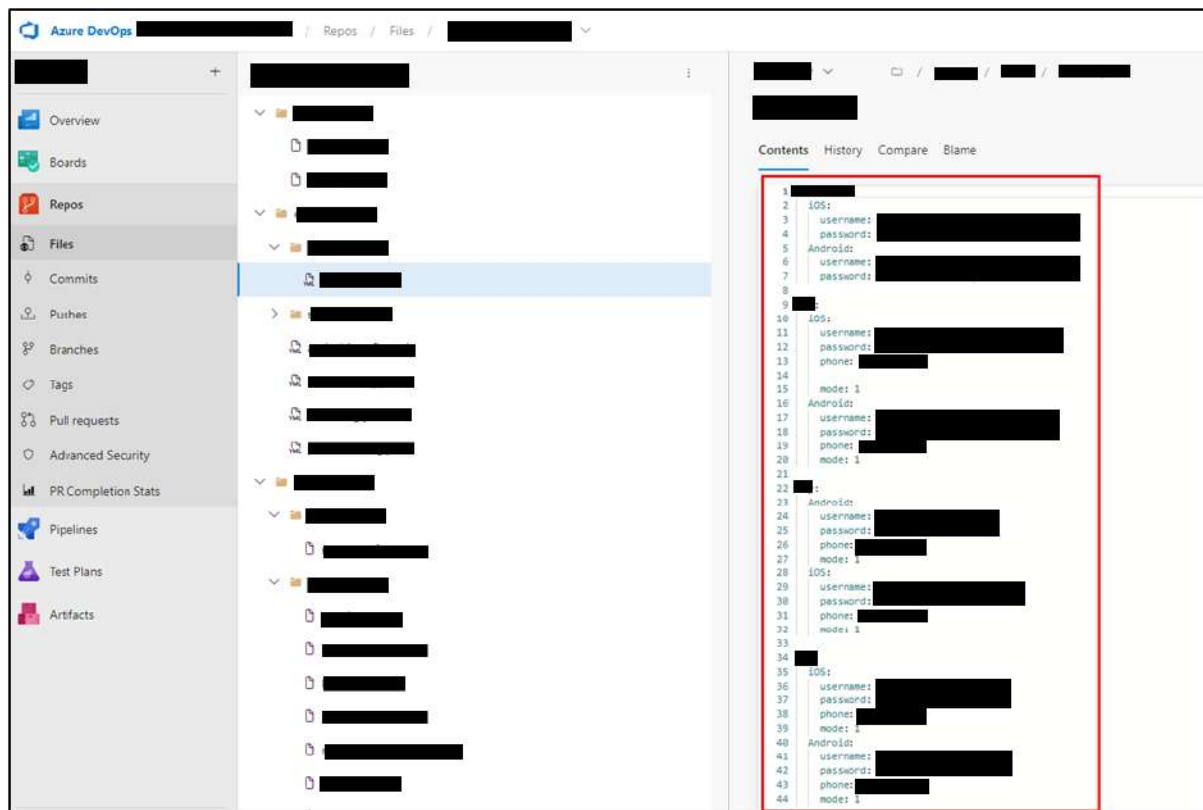 Azure DevOps / Repos / Files /
+
Overview
Boards
Repos
Files
Commits
Pushes
Branches
Tags
Pull requests
Advanced Security
PR Completion Stats
Pipelines
Test Plans
Artifacts
/ / /
Contents History Compare Blame
1
2 iOS:
3 username:
4 password:
5 Android:
6 username:
7 password:
8
9 :
10 iOS:
11 username:
12 password:
13 phone:
14
15 mode: 1
16 Android:
17 username:
18 password:
19 phone:
20 mode: 1
21
22 :
23 Android:
24 username:
25 password:
26 phone:
27 mode: 1
28 iOS:
29 username:
30 password:
31 phone:
32 mode: 1
33
34
35 iOS:
36 username:
37 password:
38 phone:
39 mode: 1
40 Android:
41 username:
42 password:
43 phone:
44 mode: 1